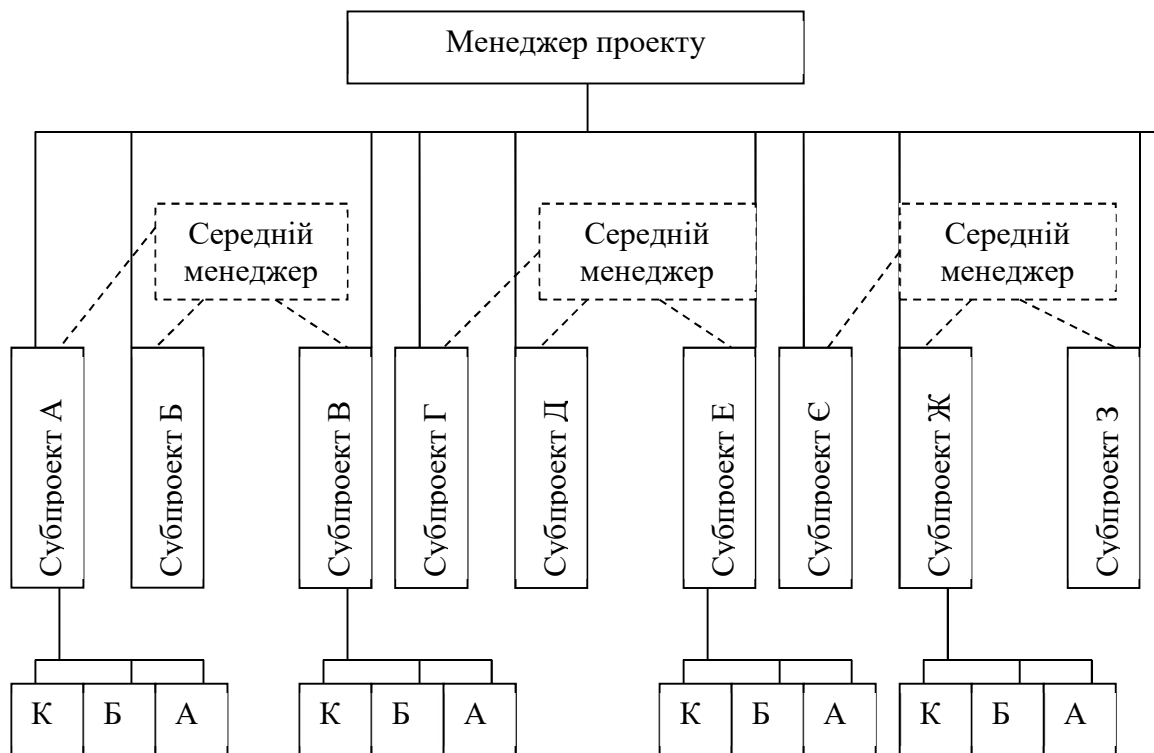 Менеджер проекту
Середній
менеджер
Середній
менеджер
Середній
менеджер
Субпроект А
Субпроект Б
Субпроект В
Субпроект Г
Субпроект Д
Субпроект Е
Субпроект Є
Субпроект Ж
Субпроект З
К Б А
К Б А
К Б А
К Б А